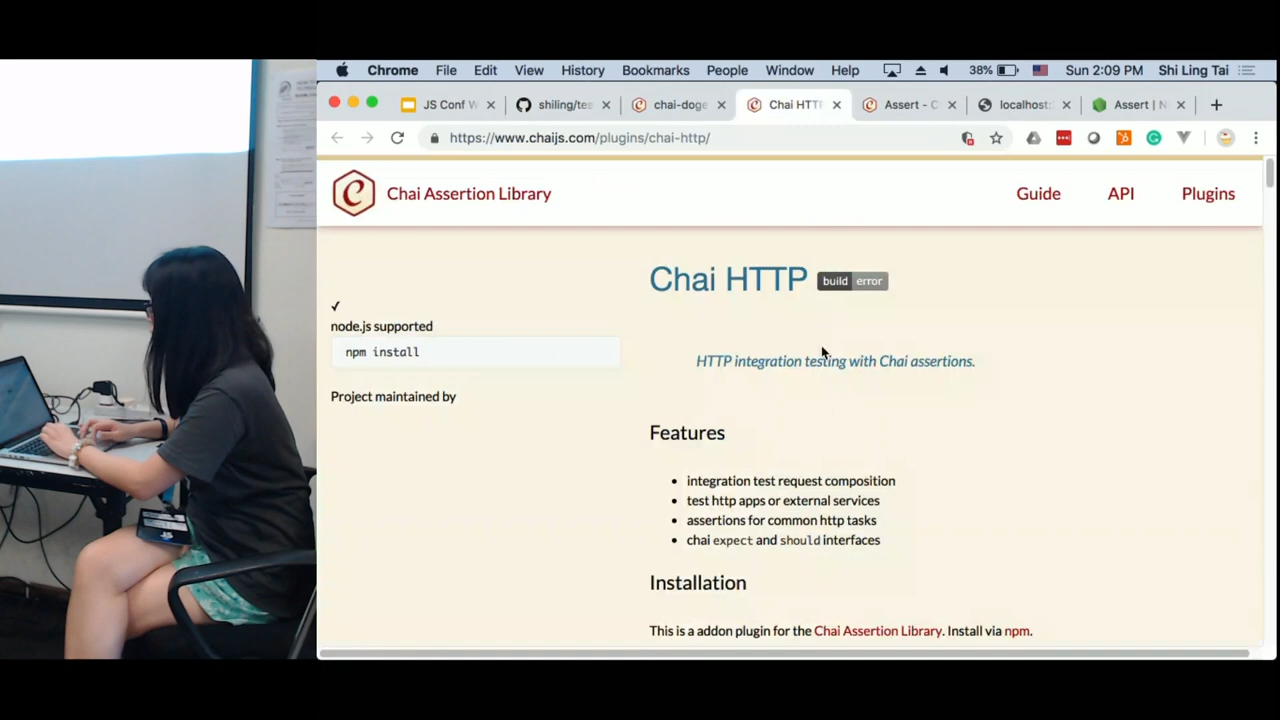 Chrome File Edit View History Bookmarks People Window Help 38% Sun 2:09 PM Shi Ling Tai
JS Conf W shiling/tes chai-doge Chai HTT Assert - C localhost: Assert | N
https://www.chaijs.com/plugins/chai-http/
Chai Assertion Library Guide API Plugins
Chai HTTP build error
✓
node.js supported
npm install
Project maintained by
HTTP integration testing with Chai assertions.
Features
integration test request composition
test http apps or external services
assertions for common http tasks
chai expect and should interfaces
Installation
This is a addon plugin for the Chai Assertion Library. Install via npm.